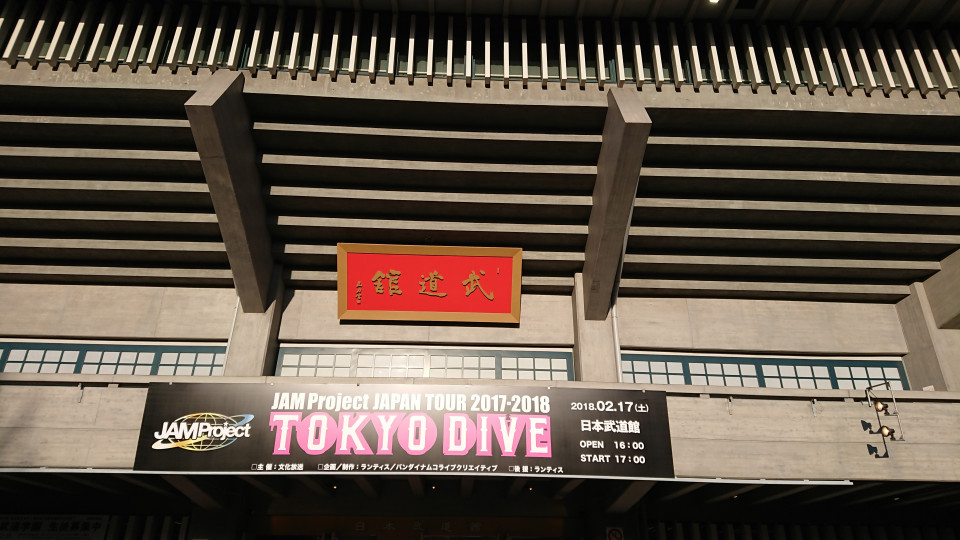 武道館
JAM Project
JAM Project JAPAN TOUR 2017-2018
TOKYO DIVE
2018.02.17(土)
日本武道館
OPEN 16:00
START 17:00
□主 催：文化放送 □企画／制作：ランティス／バンダイナムコライブクリエイティブ □後 援：ランティス